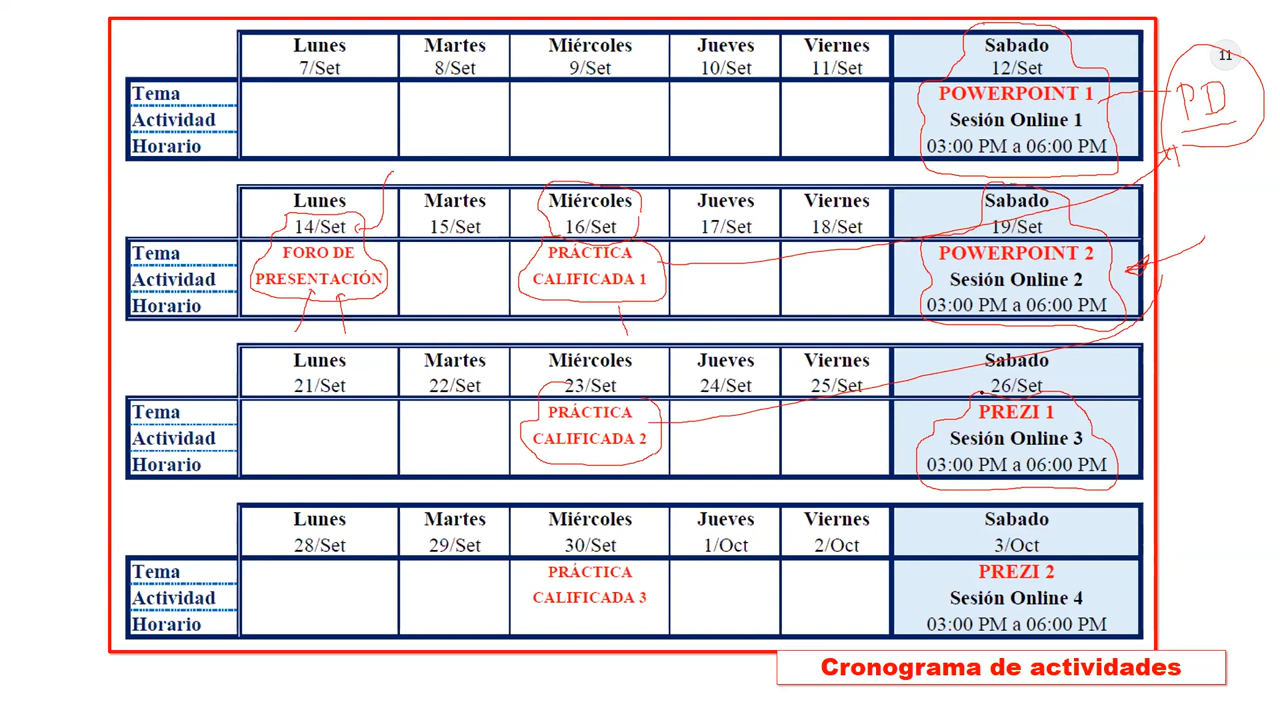 Lunes Martes Miércoles Jueves Viernes Sabado
7/Set 8/Set 9/Set 10/Set 11/Set 12/Set
11
Tema POWERPOINT 1
PD
Actividad Sesión Online 1
Horario 03:00 PM a 06:00 PM
Lunes Martes Miércoles Jueves Viernes Sabado
14/Set 15/Set 16/Set 17/Set 18/Set 19/Set
Tema FORO DE PRÁCTICA POWERPOINT 2
Actividad PRESENTACIÓN CALIFICADA 1 Sesión Online 2
Horario 03:00 PM a 06:00 PM
Lunes Martes Miércoles Jueves Viernes Sabado
21/Set 22/Set 23/Set 24/Set 25/Set 26/Set
Tema PRÁCTICA PREZI 1
Actividad CALIFICADA 2 Sesión Online 3
Horario 03:00 PM a 06:00 PM
Lunes Martes Miércoles Jueves Viernes Sabado
28/Set 29/Set 30/Set 1/Oct 2/Oct 3/Oct
Tema PRÁCTICA PREZI 2
Actividad CALIFICADA 3 Sesión Online 4
Horario 03:00 PM a 06:00 PM
Cronograma de actividades